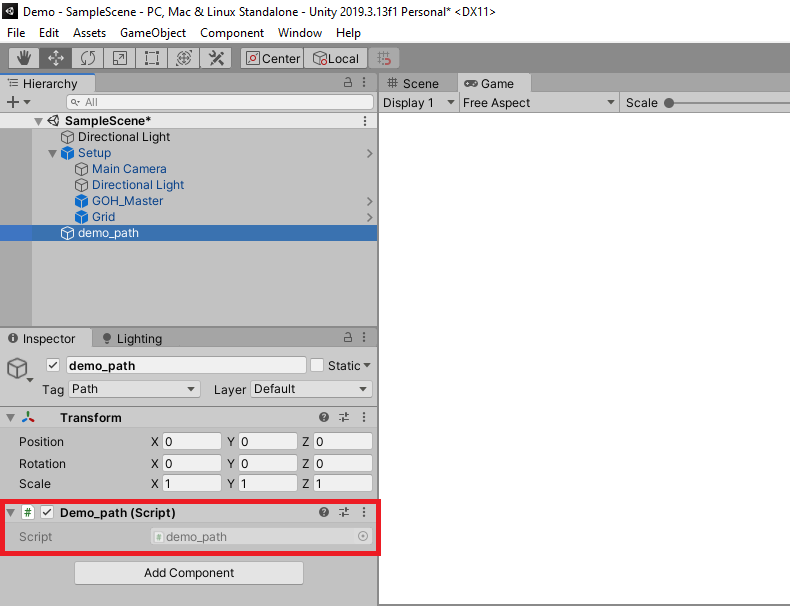 Demo - SampleScene - PC, Mac & Linux Standalone - Unity 2019.3.13f1 Personal* <DX11>
File Edit Assets GameObject Component Window Help
Center Local
Hierarchy
Scene Game
All
Display 1 Free Aspect Scale
SampleScene*
Directional Light
Setup
Main Camera
Directional Light
GOH_Master
Grid
demo_path
Inspector Lighting
demo_path Static
Tag Path Layer Default
Transform
Position X 0 Y 0 Z 0
Rotation X 0 Y 0 Z 0
Scale X 1 Y 1 Z 1
# Demo_path (Script)
Script # demo_path
Add Component